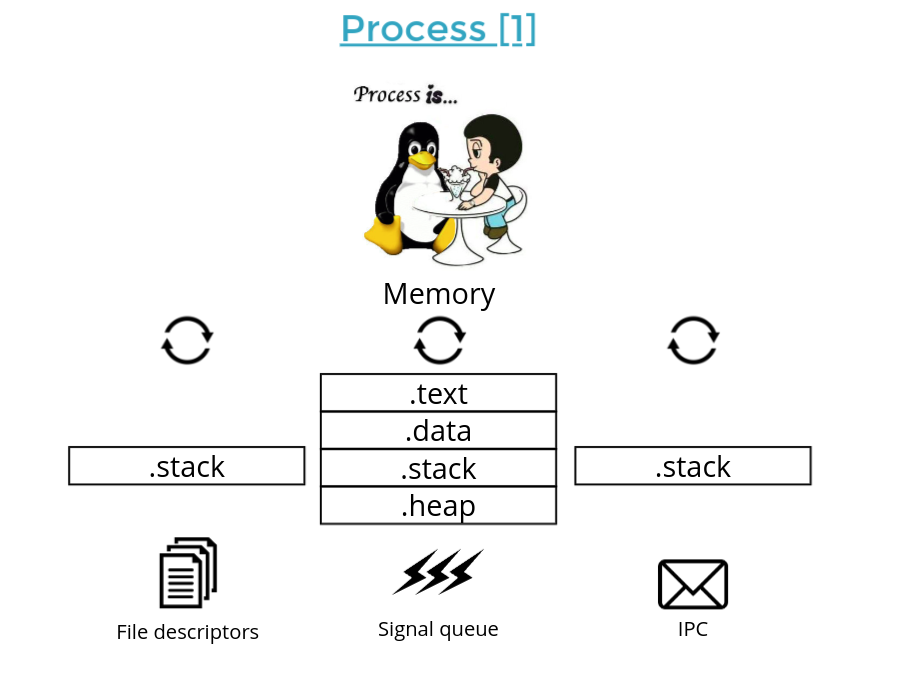 Process [1]
Process is...
Memory
.text
.data
.stack
.stack
.stack
.heap
File descriptors
Signal queue
IPC